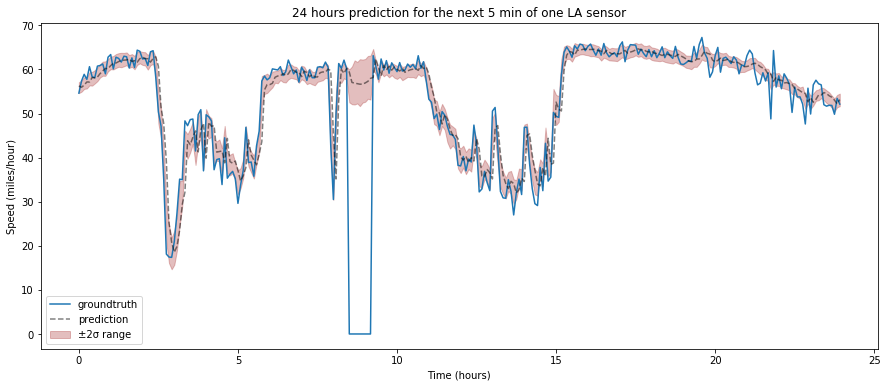 24 hours prediction for the next 5 min of one LA sensor
70
60
50
40
30
20
10
0
Speed (miles/hour)
groundtruth
prediction
±2σ range
0 5 10 15 20 25
Time (hours)